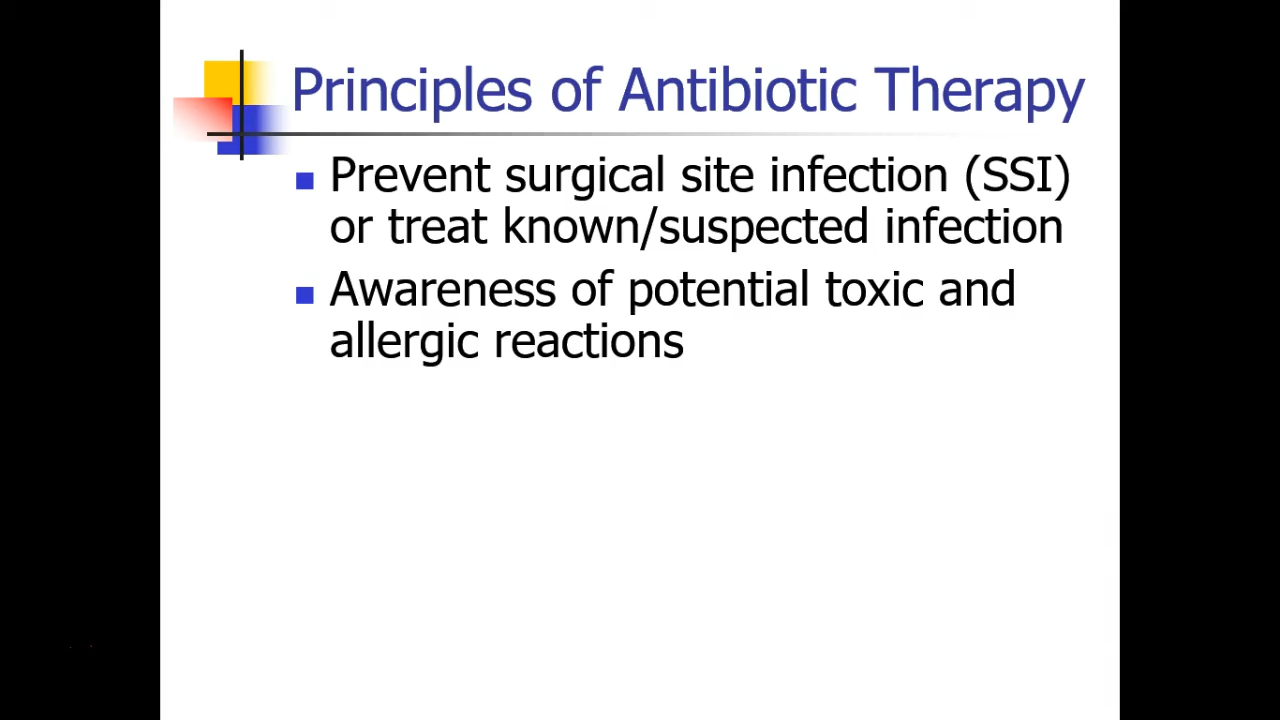 Principles of Antibiotic Therapy
Prevent surgical site infection (SSI)
or treat known/suspected infection
Awareness of potential toxic and
allergic reactions